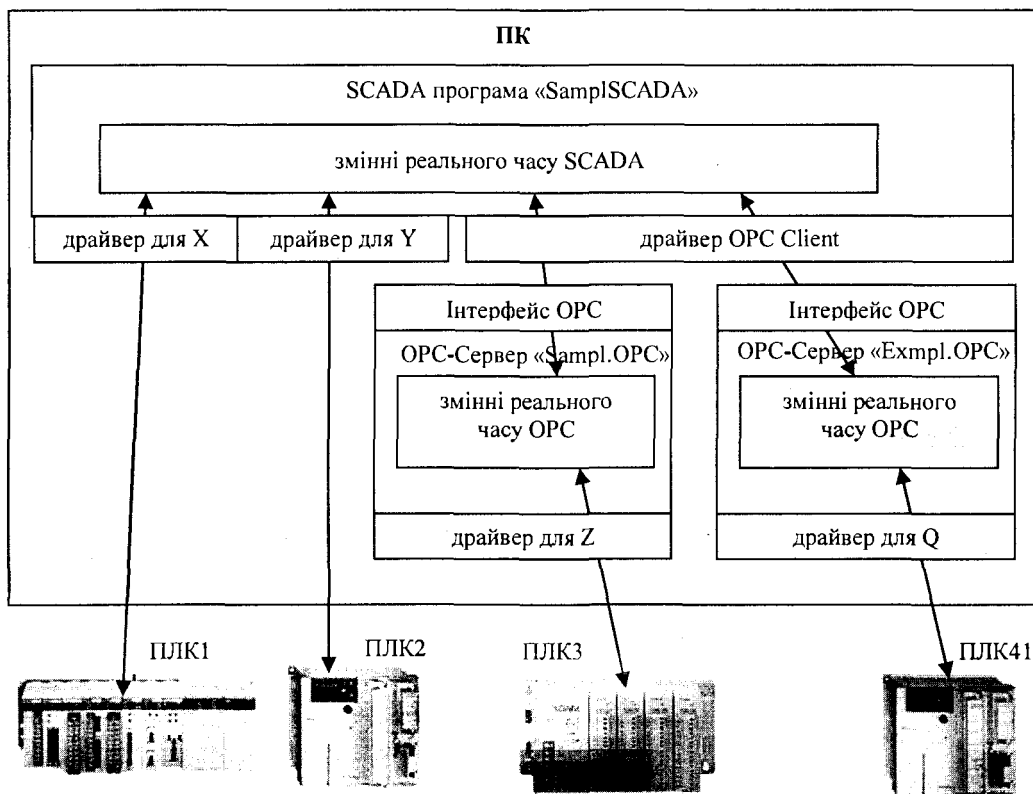 ПК
SCADA програма «SamplSCADA»
змінні реального часу SCADA
драйвер для X
драйвер для Y
драйвер OPC Client
Інтерфейс OPC
Інтерфейс OPC
OPC-Сервер «Sampl.OPC»
OPC-Сервер «Exmpl.OPC»
змінні реального
часу OPC
змінні реального
часу OPC
драйвер для Z
драйвер для Q
ПЛК1
ПЛК2
ПЛК3
ПЛК41